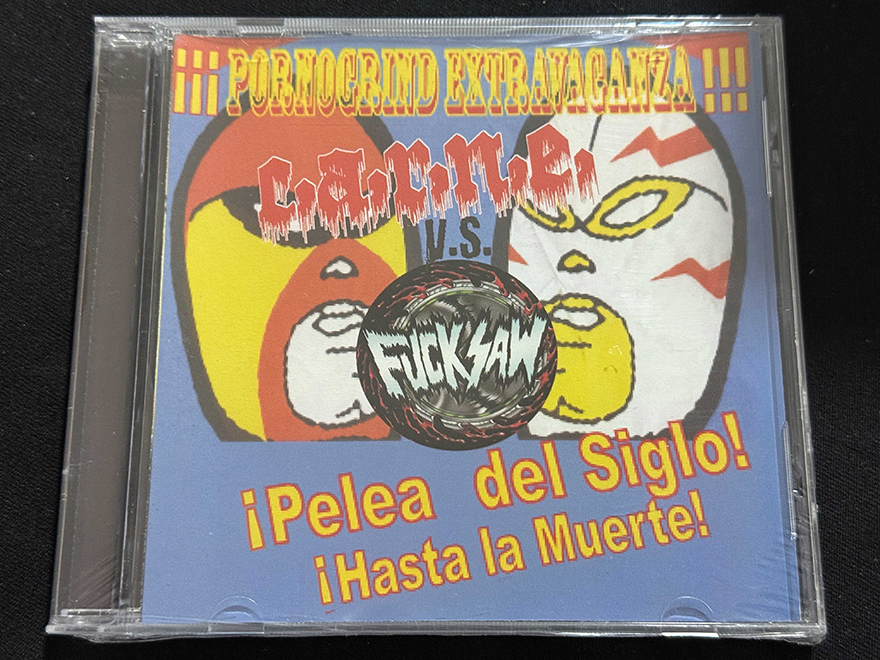 ¡¡¡ PORNOGRIND EXTRAVAGANZA !!!
c.a.r.n.e.
V.S.
FUCKSAW
¡Pelea del Siglo!
¡Hasta la Muerte!